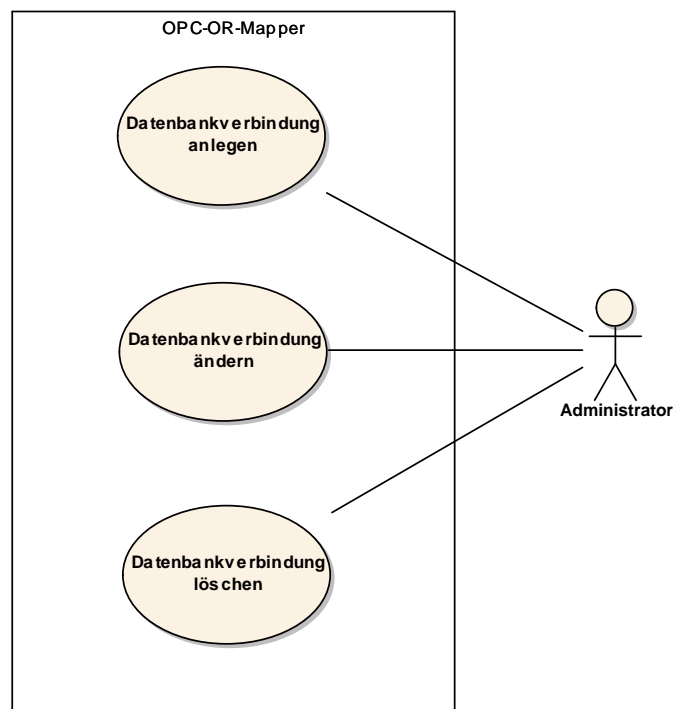 OPC-OR-Mapper
Datenbankverbindung
anlegen
Datenbankverbindung
ändern
Administrator
Datenbankverbindung
löschen